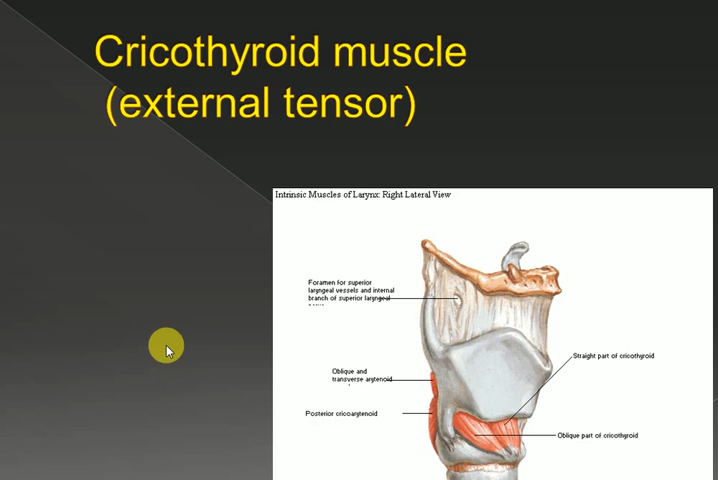 Cricothyroid muscle
(external tensor)
Intrinsic Muscles of Larynx: Right Lateral View
Foramen for superior
laryngeal vessels and internal
branch of superior laryngeal
Straight part of cricothyroid
Oblique and
transverse arytenoid
Posterior cricoarytenoid
Oblique part of cricothyroid